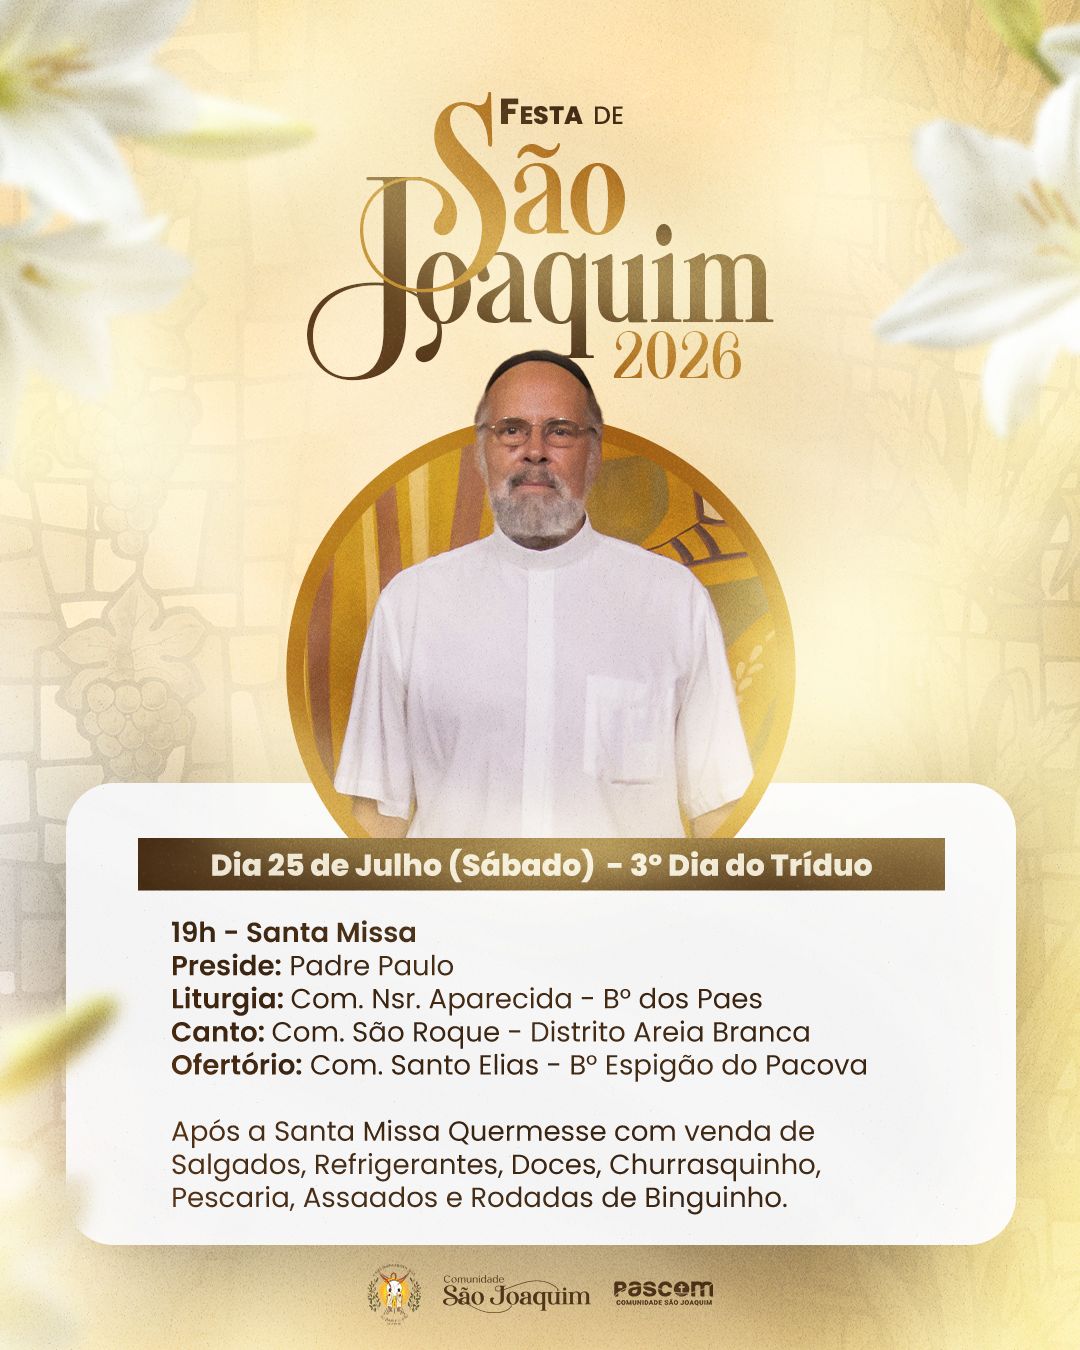 FESTA DE
São
Joaquim
2026
Dia 25 de Julho (Sábado) - 3º Dia do Tríduo
19h - Santa Missa
Preside: Padre Paulo
Liturgia: Com. Nsr. Aparecida - Bº dos Paes
Canto: Com. São Roque - Distrito Areia Branca
Ofertório: Com. Santo Elias - Bº Espigão do Pacova
Após a Santa Missa Quermesse com venda de
Salgados, Refrigerantes, Doces, Churrasquinho,
Pescaria, Assaados e Rodadas de Binguinho.
Comunidade
São Joaquim
PASCOM
COMUNIDADE SÃO JOAQUIM